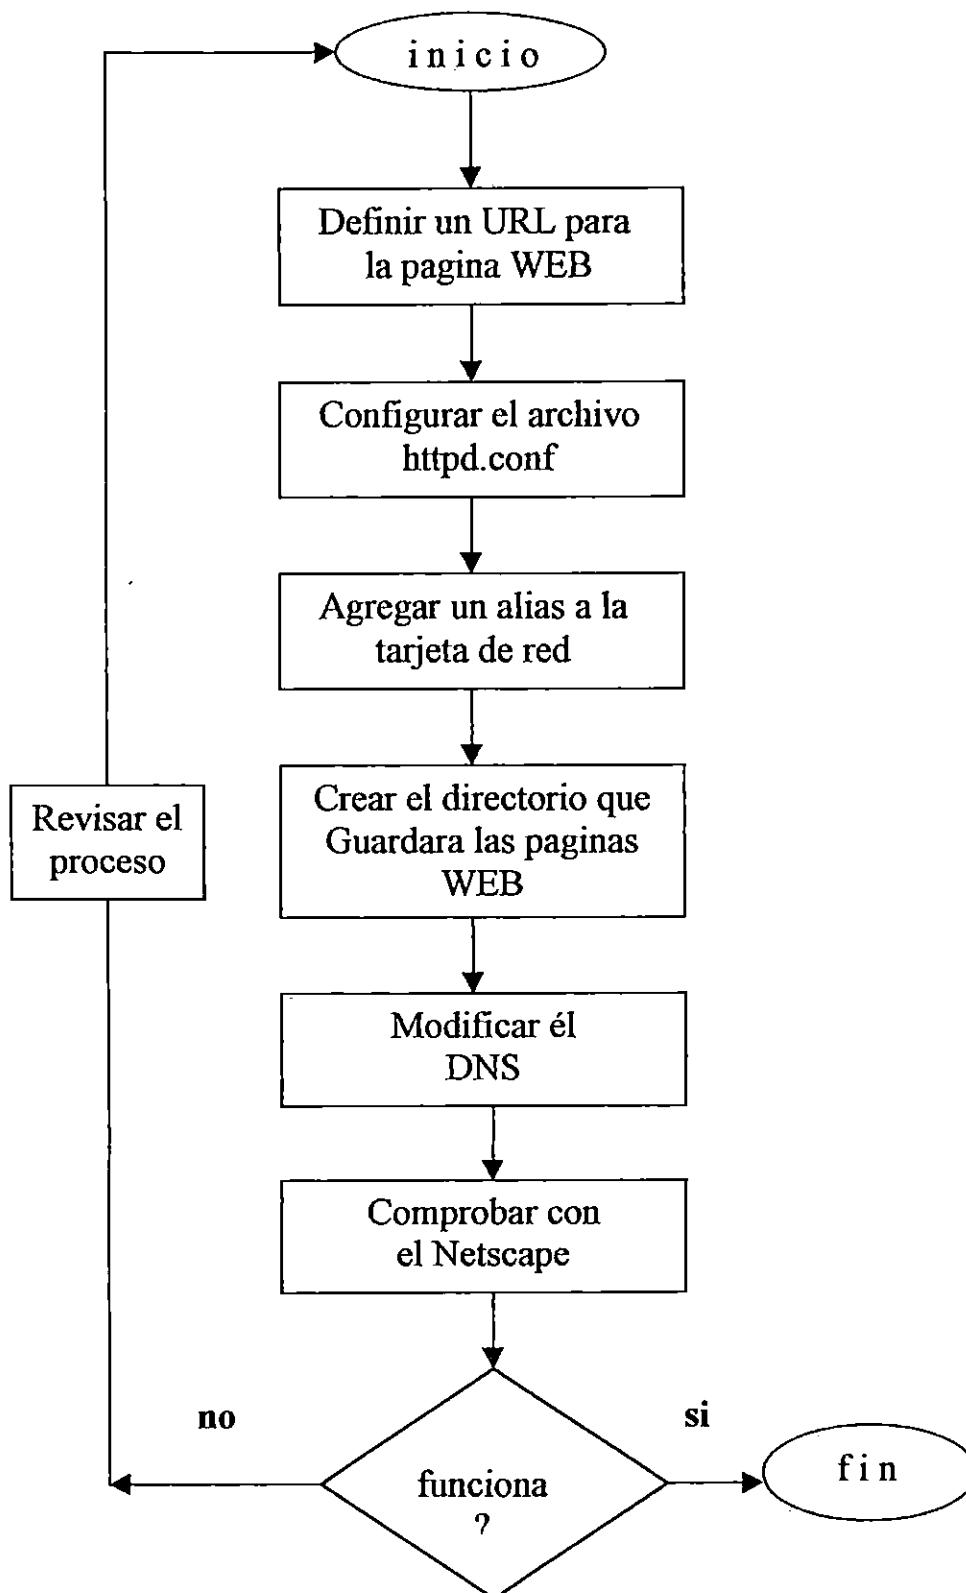 inicio
Definir un URL para
la pagina WEB
Configurar el archivo
httpd.conf
Agregar un alias a la
tarjeta de red
Crear el directorio que
Guardara las paginas
WEB
Revisar el
proceso
Modificar él
DNS
Comprobar con
el Netscape
no
si
funciona
?
fin